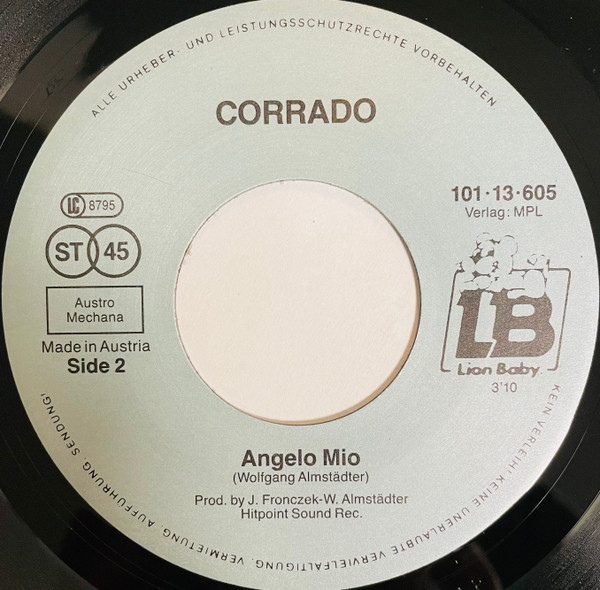 ALLE URHEBER- UND LEISTUNGSSCHUTZRECHTE VORBEHALTEN
CORRADO
LC 8795
ST 45
Austro
Mechana
Made in Austria
Side 2
101·13·605
Verlag: MPL
LB
Lion Baby
3'10
Angelo Mio
(Wolfgang Almstädter)
Prod. by J. Fronczek-W. Almstädter
Hitpoint Sound Rec.
KEIN VERLEIH! KEINE UNERLAUBTE VERVIELFALTIGUNG, VERMIETUNG, AUFFUHRUNG, SENDUNG!